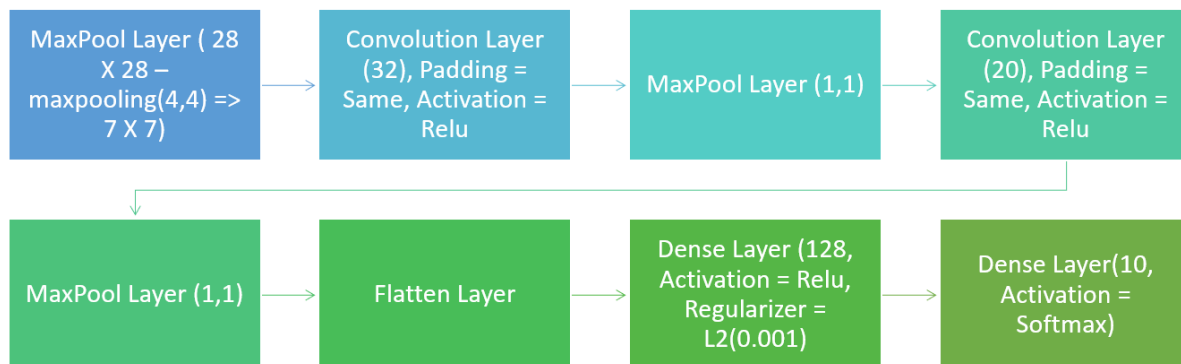 MaxPool Layer ( 28
X 28 –
maxpooling(4,4) =>
7 X 7)
Convolution Layer
(32), Padding =
Same, Activation =
Relu
MaxPool Layer (1,1)
Convolution Layer
(20), Padding =
Same, Activation =
Relu
MaxPool Layer (1,1)
Flatten Layer
Dense Layer (128,
Activation = Relu,
Regularizer =
L2(0.001)
Dense Layer(10,
Activation =
Softmax)